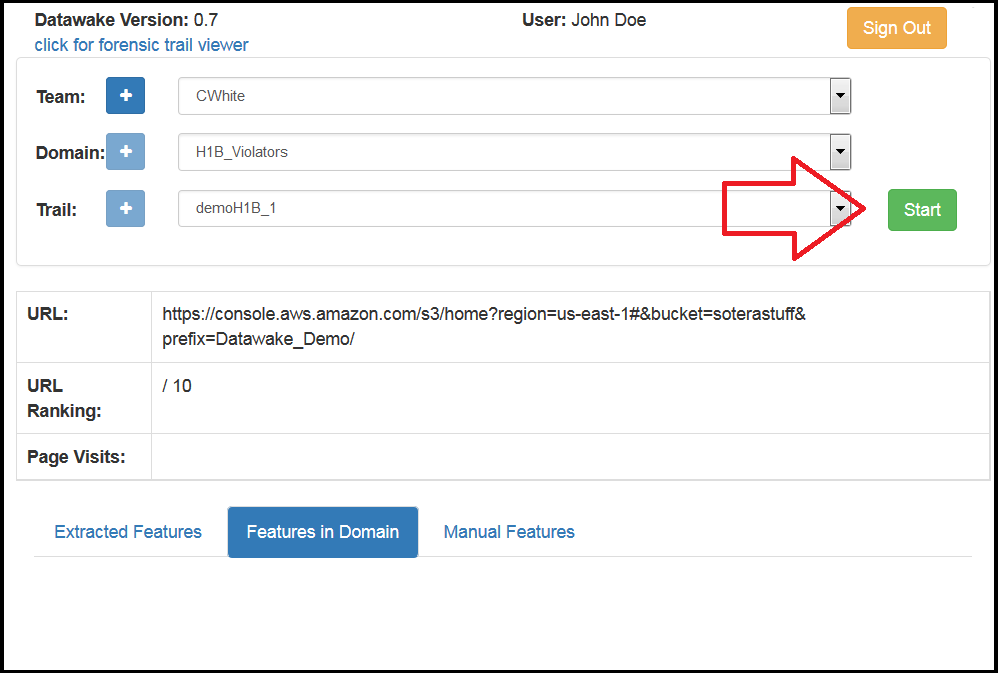 Datawake Version: 0.7
User: John Doe
Sign Out
click for forensic trail viewer
Team:
+
CWhite
Domain:
+
H1B_Violators
Trail:
+
demoH1B_1
Start
URL:
https://console.aws.amazon.com/s3/home?region=us-east-1#&bucket=soterastuff&
prefix=Datawake_Demo/
URL
Ranking:
/ 10
Page Visits:
Extracted Features
Features in Domain
Manual Features